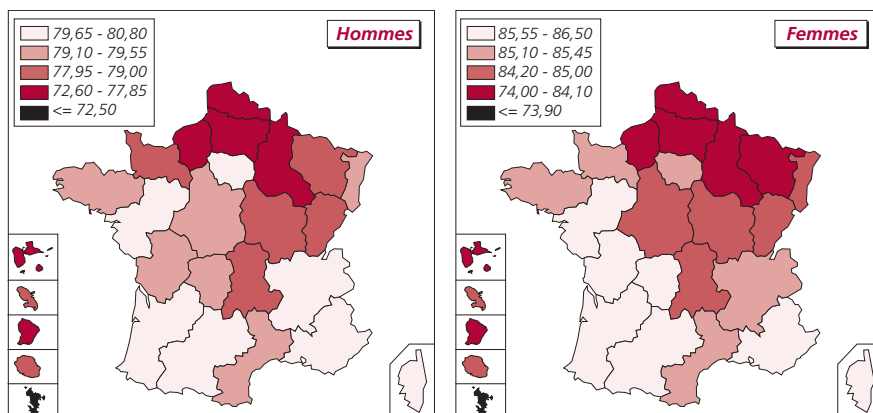 Hommes
79,65 - 80,80
79,10 - 79,55
77,95 - 79,00
72,60 - 77,85
<= 72,50
Femmes
85,55 - 86,50
85,10 - 85,45
84,20 - 85,00
74,00 - 84,10
<= 73,90